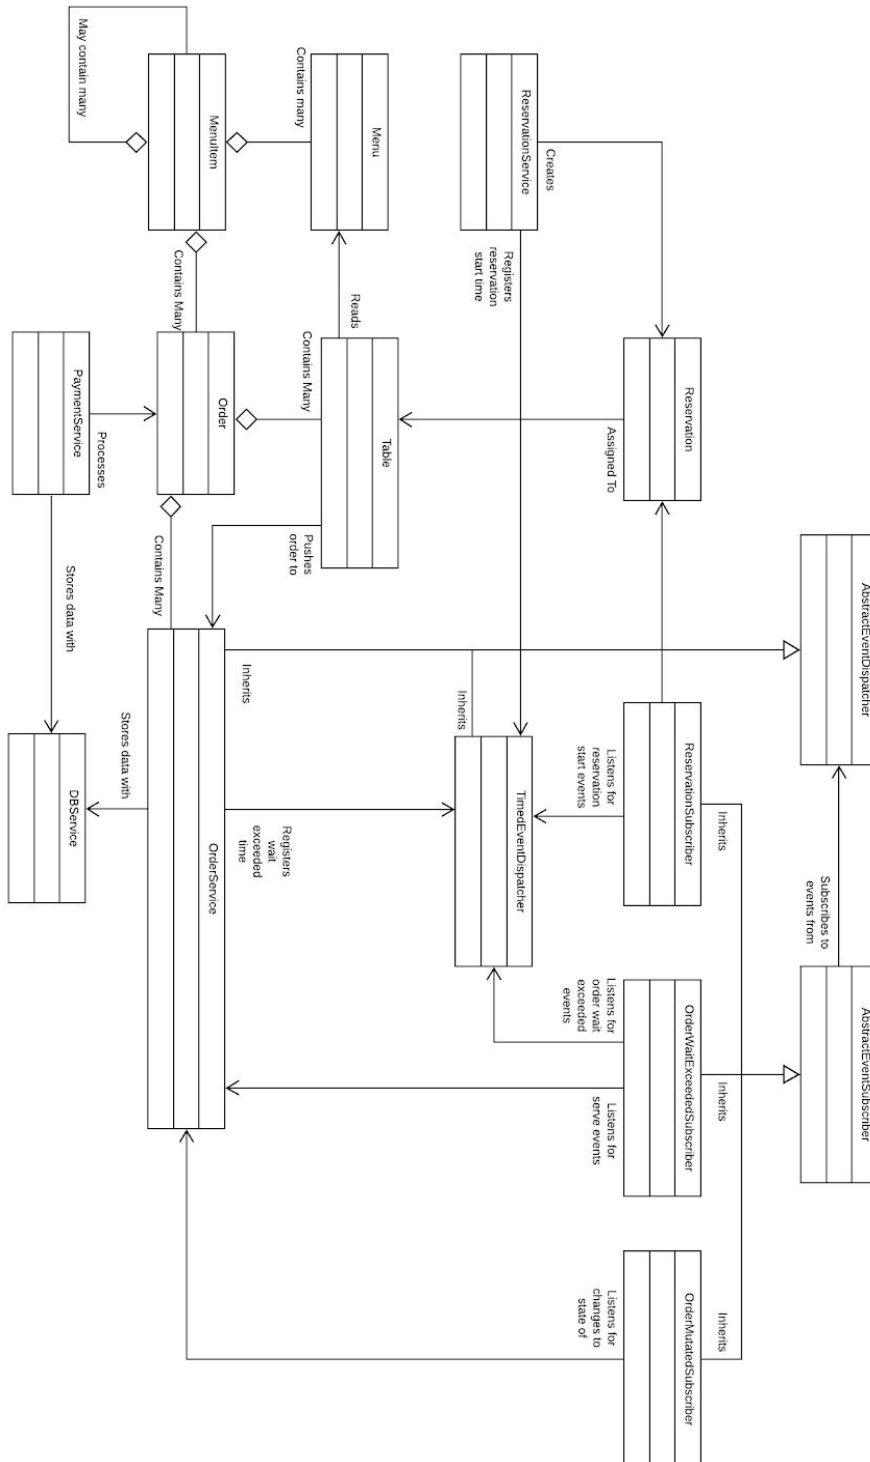 AbstractEventDispatcher
Subscribes to
events from
AbstractEventSubscriber
Reservation
Assigned To
ReservationSubscriber
Inherits
Listens for
reservation
start events
OrderWaitExceededSubscriber
Inherits
Listens for
order wait
exceeded
events
Listens for
serve events
OrderMutatedSubscriber
Inherits
Listens for
changes to
state of
ReservationService
Creates
Registers
reservation
start time
TimedEventDispatcher
Inherits
Menu
Contains many
Reads
Table
Contains Many
Pushes
order to
MenuItem
May contain many
Contains Many
Order
Contains Many
Inherits
Registers
wait
exceeded
time
OrderService
PaymentService
Processes
Stores data with
Stores data with
DBService